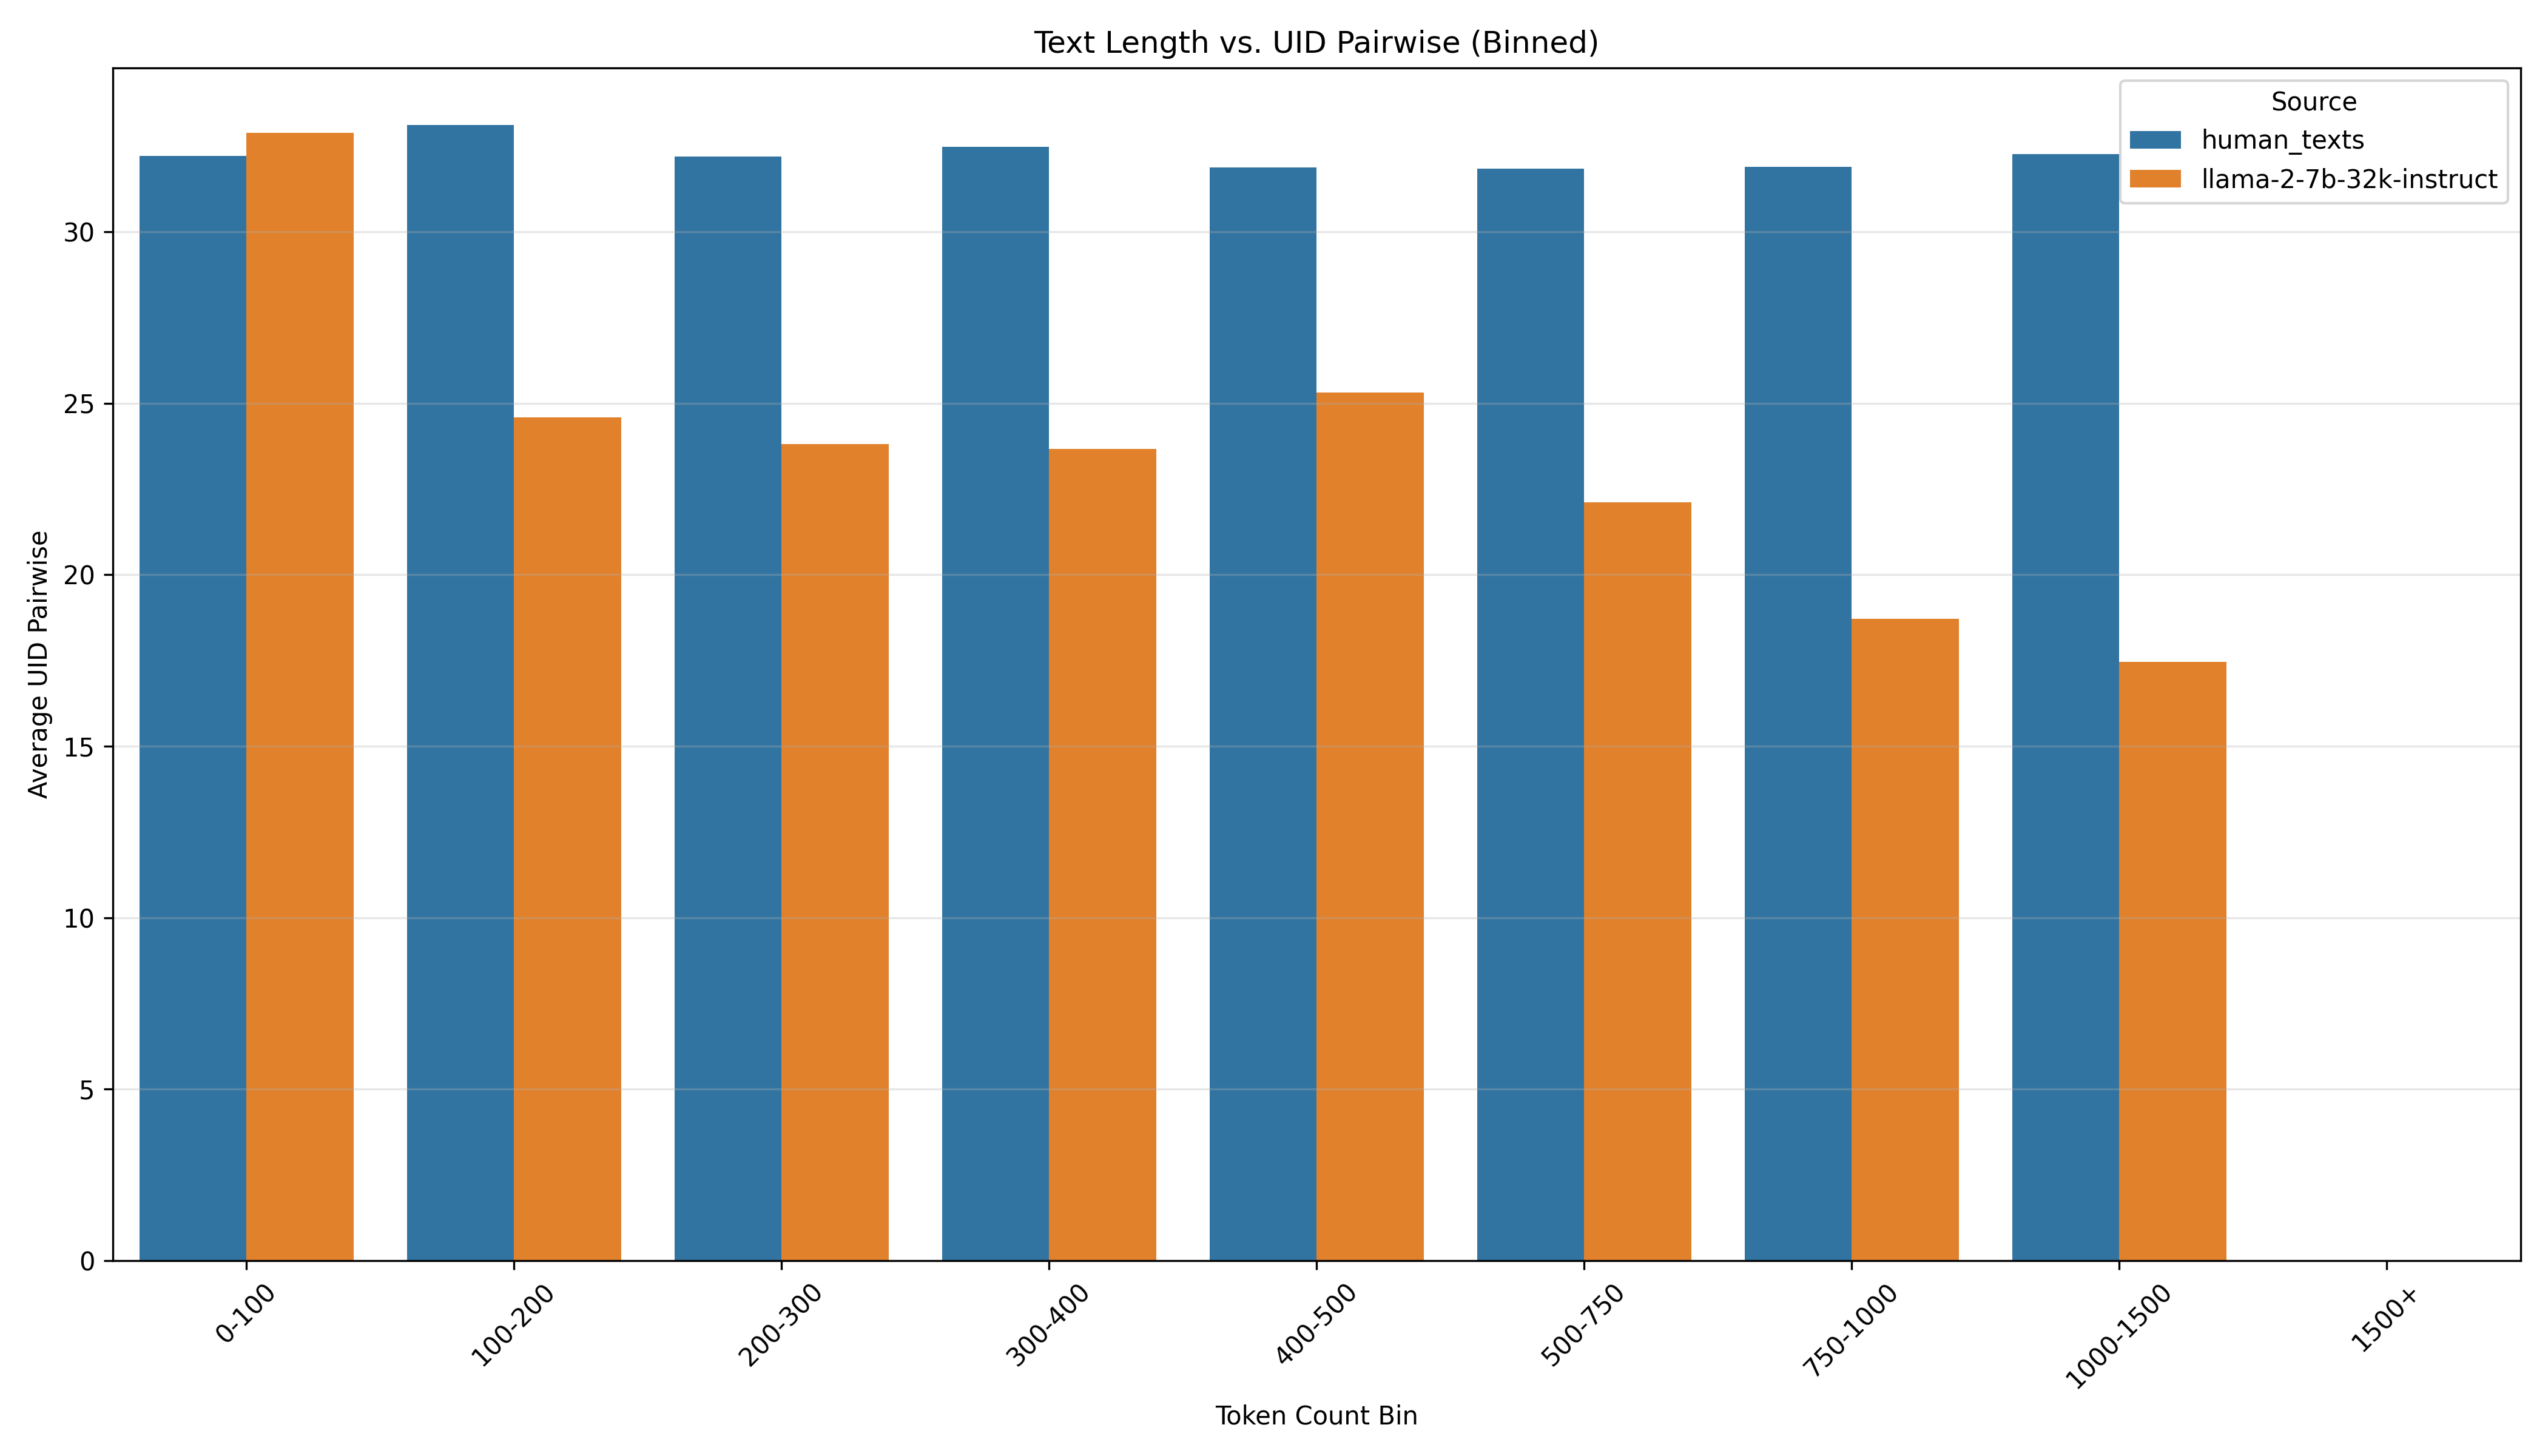 Text Length vs. UID Pairwise (Binned)
Source
human_texts
llama-2-7b-32k-instruct
Average UID Pairwise
30
25
20
15
10
5
0
0-100
100-200
200-300
300-400
400-500
500-750
750-1000
1000-1500
1500+
Token Count Bin